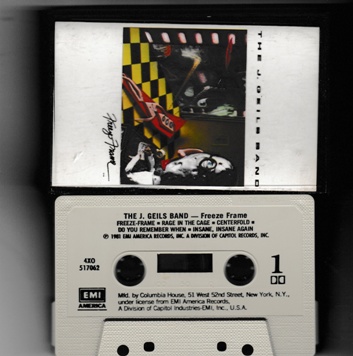 THE J. GEILS BAND
Freeze Frame
THE J. GEILS BAND — Freeze Frame
FREEZE-FRAME ■ RAGE IN THE CAGE ■ CENTERFOLD ■
DO YOU REMEMBER WHEN ■ INSANE, INSANE AGAIN
℗ 1981 EMI AMERICA RECORDS, INC. A DIVISION OF CAPITOL RECORDS, INC.
4XO
517062
1
EMI
AMERICA
Mfd. by Columbia House, 51 West 52nd Street, New York, N.Y.,
under license from EMI America Records.
A Division of Capitol Industries-EMI, Inc., U.S.A.